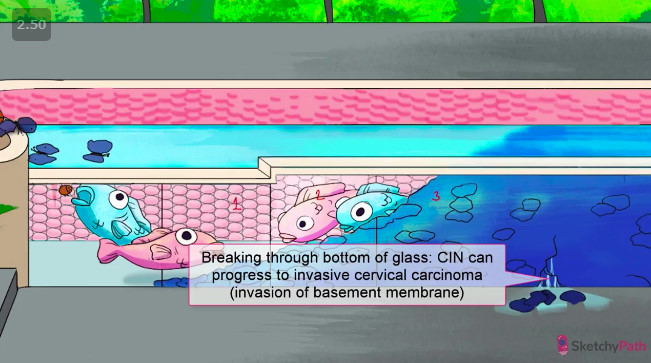 2.50
1
2
3
Breaking through bottom of glass: CIN can
progress to invasive cervical carcinoma
(invasion of basement membrane)
SketchyPath